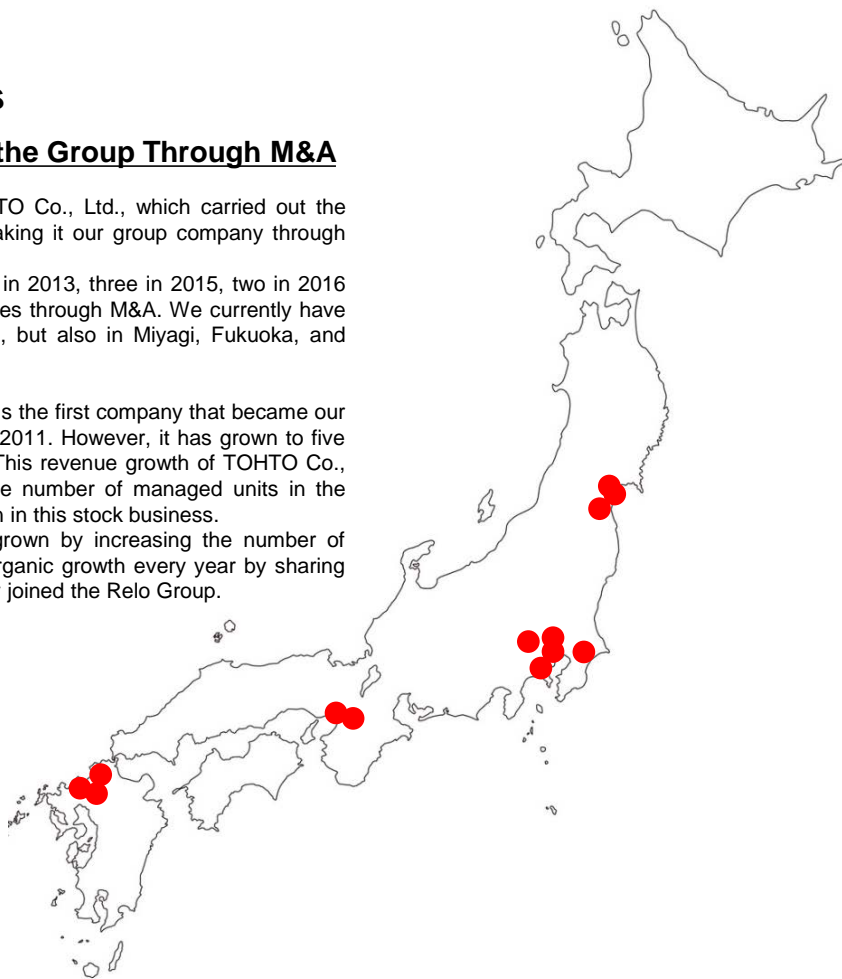 s
the Group Through M&A
TO Co., Ltd., which carried out the
aking it our group company through
in 2013, three in 2015, two in 2016
es through M&A. We currently have
, but also in Miyagi, Fukuoka, and
s the first company that became our
2011. However, it has grown to five
This revenue growth of TOHTO Co.,
e number of managed units in the
n in this stock business.
grown by increasing the number of
rganic growth every year by sharing
y joined the Relo Group.